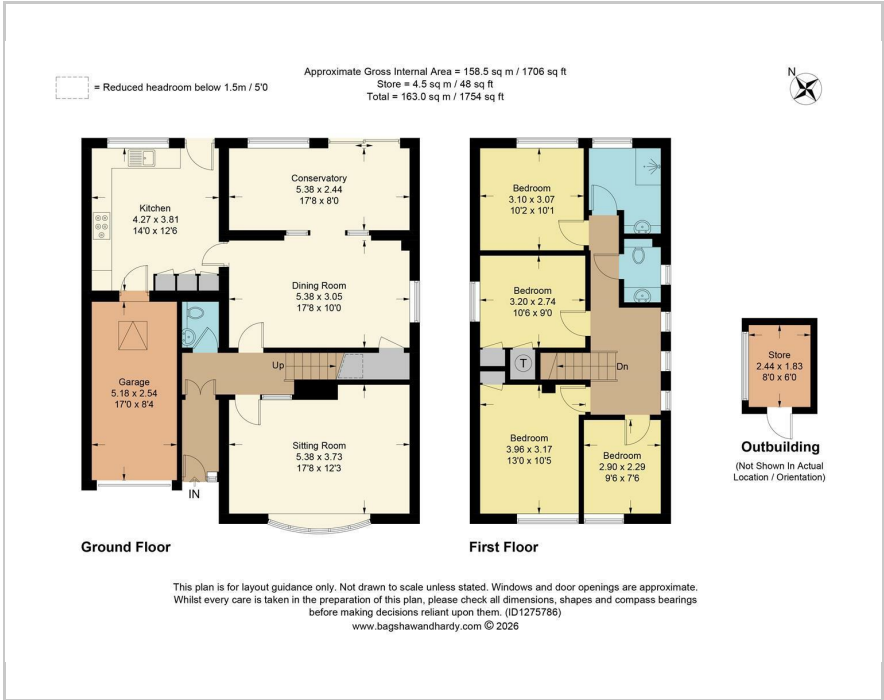 = Reduced headroom below 1.5m / 5'0
Approximate Gross Internal Area = 158.5 sq m / 1706 sq ft
Store = 4.5 sq m / 48 sq ft
Total = 163.0 sq m / 1754 sq ft
N
Kitchen
4.27 x 3.81
14'0 x 12'6
Conservatory
5.38 x 2.44
17'8 x 8'0
Dining Room
5.38 x 3.05
17'8 x 10'0
Garage
5.18 x 2.54
17'0 x 8'4
Up
Sitting Room
5.38 x 3.73
17'8 x 12'3
IN
Ground Floor
Bedroom
3.10 x 3.07
10'2 x 10'1
Bedroom
3.20 x 2.74
10'6 x 9'0
T
Dn
Bedroom
3.96 x 3.17
13'0 x 10'5
Bedroom
2.90 x 2.29
9'6 x 7'6
First Floor
Store
2.44 x 1.83
8'0 x 6'0
Outbuilding
(Not Shown In Actual
Location / Orientation)
This plan is for layout guidance only. Not drawn to scale unless stated. Windows and door openings are approximate.
Whilst every care is taken in the preparation of this plan, please check all dimensions, shapes and compass bearings
before making decisions reliant upon them. (ID1275786)
www.bagshawandhardy.com © 2026